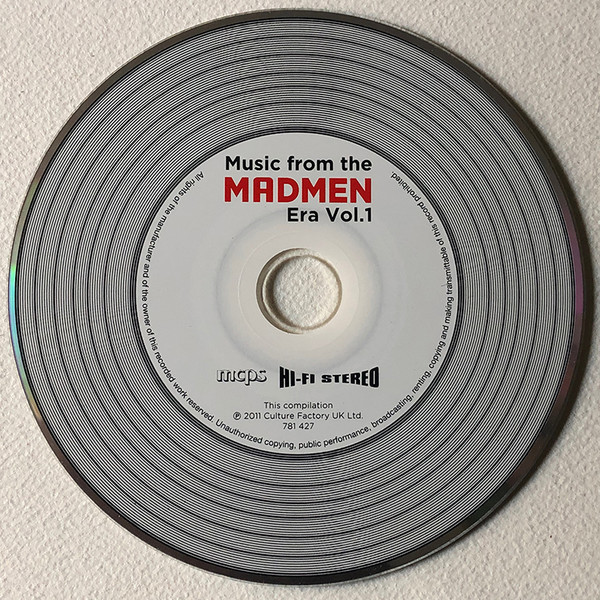 Music from the
MADMEN
Era Vol.1
mcps HI-FI STEREO
This compilation
℗ 2011 Culture Factory UK Ltd.
781 427
All rights of the manufacturer and of the owner of this recorded work reserved. Unauthorized copying, public performance, broadcasting, renting, copying and making transmittable of this record prohibited.